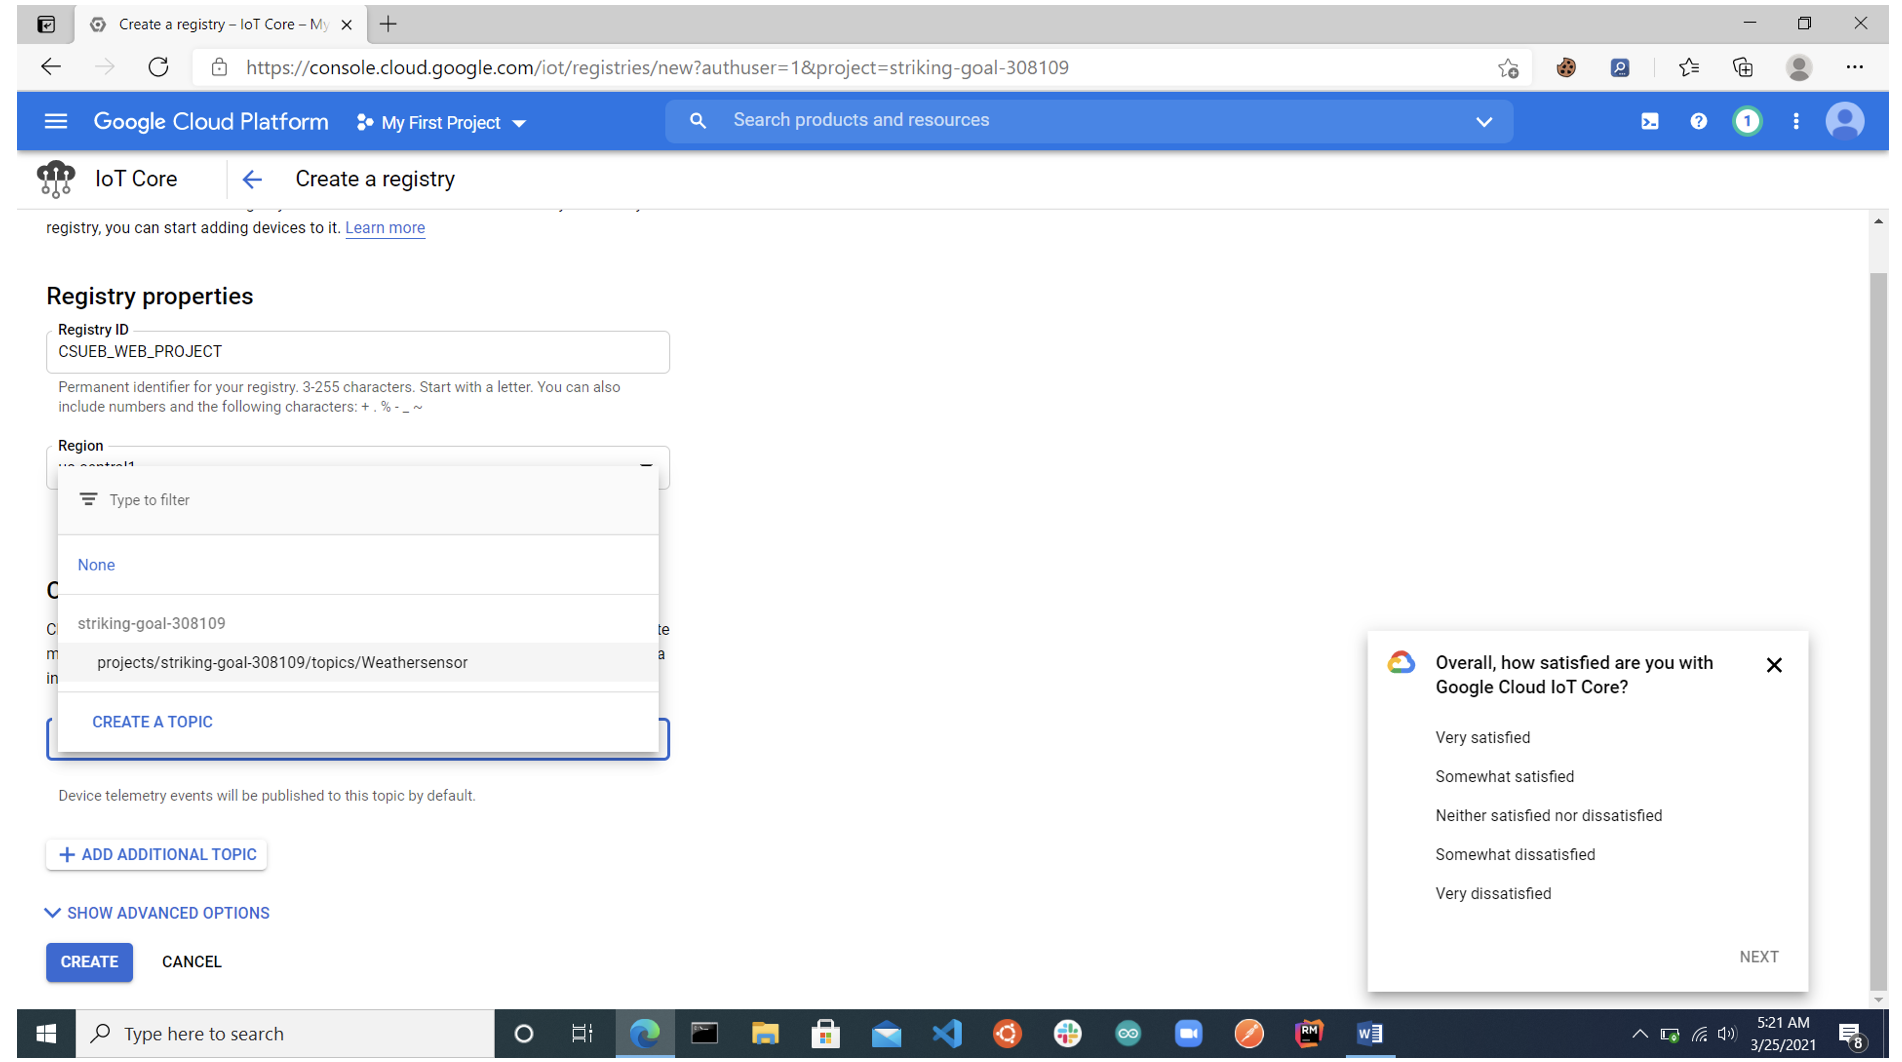 Create a registry – IoT Core – My
https://console.cloud.google.com/iot/registries/new?authuser=1&project=striking-goal-308109
Google Cloud Platform
My First Project
Search products and resources
1
IoT Core
Create a registry
registry, you can start adding devices to it. Learn more
Registry properties
Registry ID
CSUEB_WEB_PROJECT
Permanent identifier for your registry. 3-255 characters. Start with a letter. You can also
include numbers and the following characters: + . % - _ ~
Region
Type to filter
None
striking-goal-308109
projects/striking-goal-308109/topics/Weathersensor
CREATE A TOPIC
Device telemetry events will be published to this topic by default.
ADD ADDITIONAL TOPIC
SHOW ADVANCED OPTIONS
CREATE
CANCEL
Overall, how satisfied are you with
Google Cloud IoT Core?
Very satisfied
Somewhat satisfied
Neither satisfied nor dissatisfied
Somewhat dissatisfied
Very dissatisfied
NEXT
Type here to search
RM
W
5:21 AM
3/25/2021
8